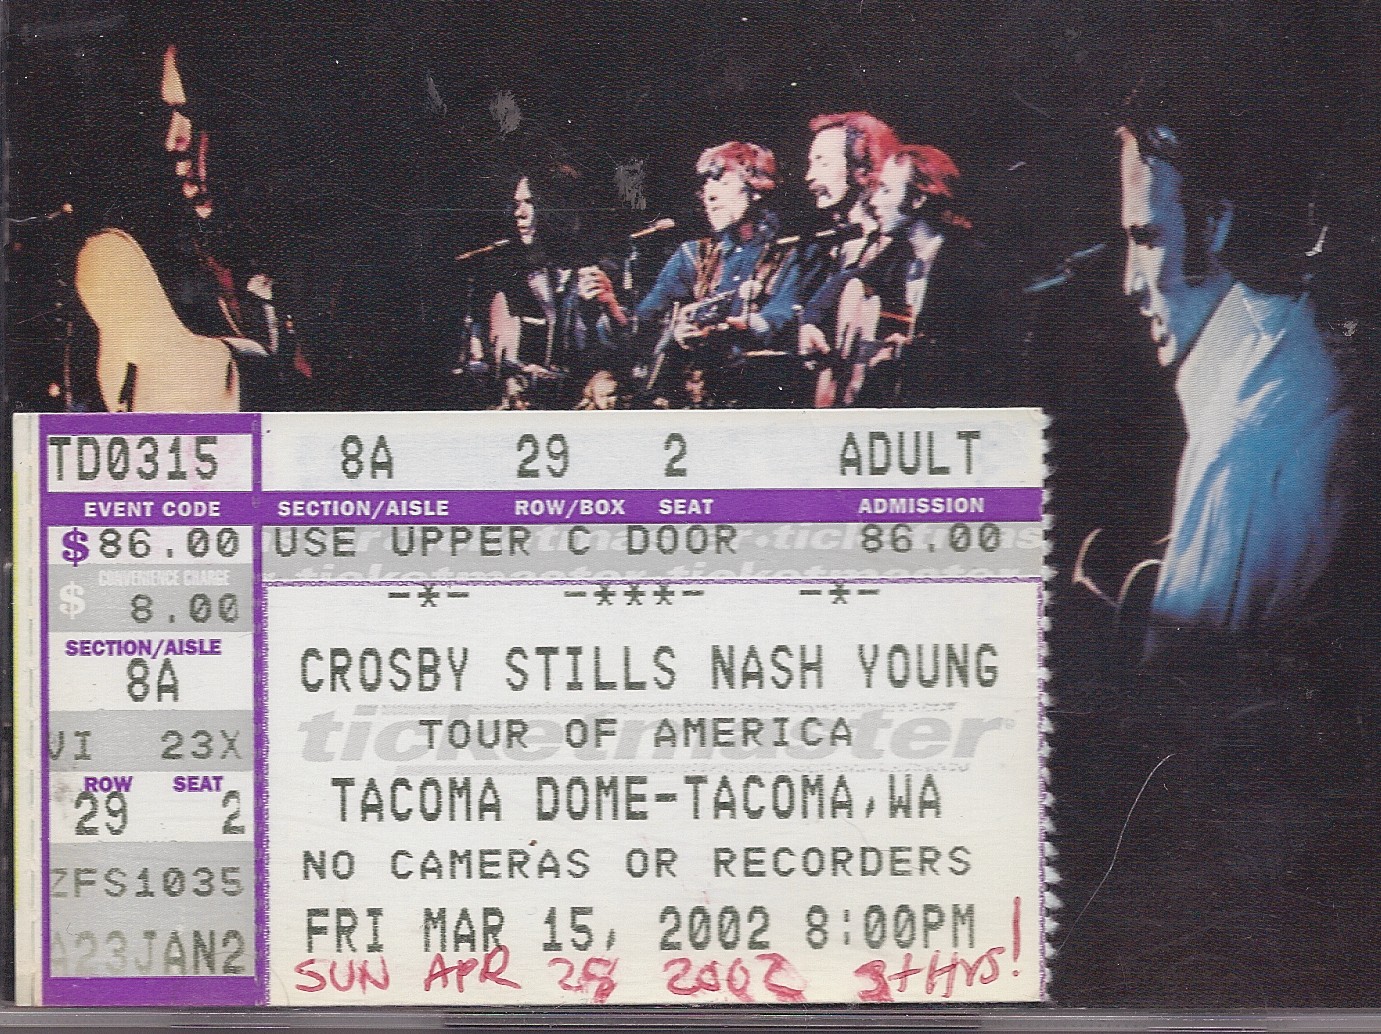 TD0315 8A 29 2 ADULT
EVENT CODE SECTION/AISLE ROW/BOX SEAT ADMISSION
$86.00 USE UPPER C DOOR 86.00
CONVENIENCE CHARGE
$ 8.00
-*- -***- -*-
SECTION/AISLE
8A
CROSBY STILLS NASH YOUNG
ticketmaster
VI 23X TOUR OF AMERICA
ROW SEAT
29 2
TACOMA DOME-TACOMA,WA
ZFS1035 NO CAMERAS OR RECORDERS
A23JAN2 FRI MAR 15, 2002 8:00PM
SUN APR 28 2002 3+HrS!